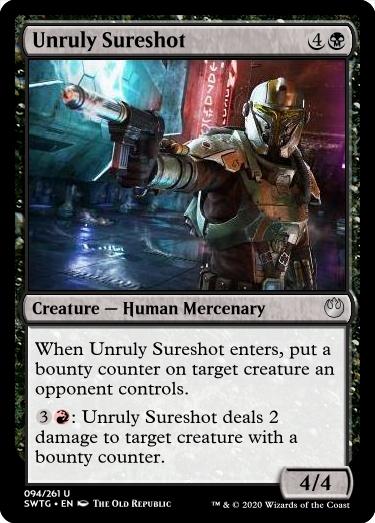 Unruly Sureshot 4
Creature — Human Mercenary
When Unruly Sureshot enters, put a
bounty counter on target creature an
opponent controls.
3 : Unruly Sureshot deals 2
damage to target creature with a
bounty counter.
4/4
094/261 U
SWTG • EN THE OLD REPUBLIC
™ & © 2020 Wizards of the Coast